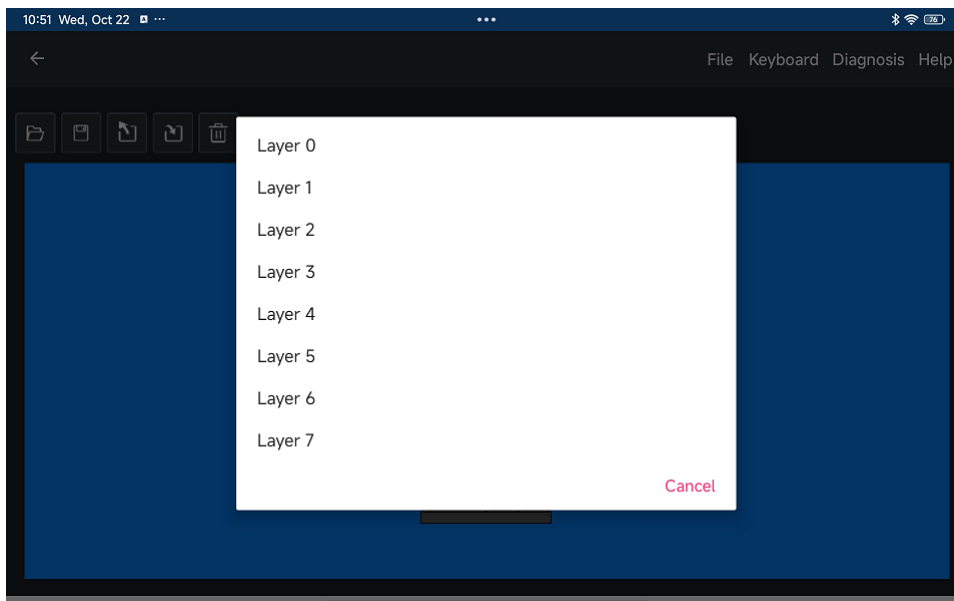 10:51 Wed, Oct 22
76
File Keyboard Diagnosis Help
Layer 0
Layer 1
Layer 2
Layer 3
Layer 4
Layer 5
Layer 6
Layer 7
Cancel